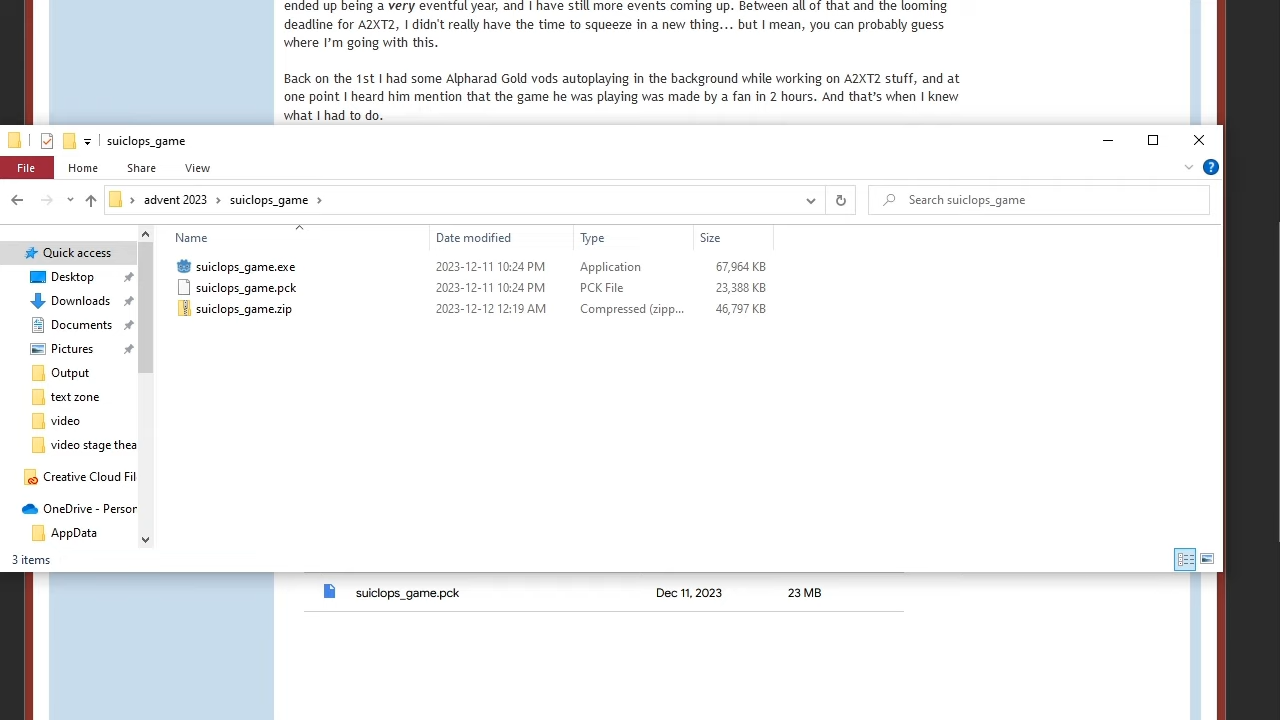 ended up being a very eventful year, and I have still more events coming up. Between all of that and the looming
deadline for A2XT2, I didn't really have the time to squeeze in a new thing... but I mean, you can probably guess
where I'm going with this.
Back on the 1st I had some Alpharad Gold vods autoplaying in the background while working on A2XT2 stuff, and at
one point I heard him mention that the game he was playing was made by a fan in 2 hours. And that's when I knew
what I had to do.
suiclops_game
File Home Share View ?
advent 2023 suiclops_game Search suiclops_game
Name Date modified Type Size
Quick access
Desktop
Downloads
Documents
Pictures
Output
text zone
video
video stage thea
Creative Cloud Fil
OneDrive - Person
AppData
suiclops_game.exe 2023-12-11 10:24 PM Application 67,964 KB
suiclops_game.pck 2023-12-11 10:24 PM PCK File 23,388 KB
suiclops_game.zip 2023-12-12 12:19 AM Compressed (zipp... 46,797 KB
3 items
suiclops_game.pck Dec 11, 2023 23 MB